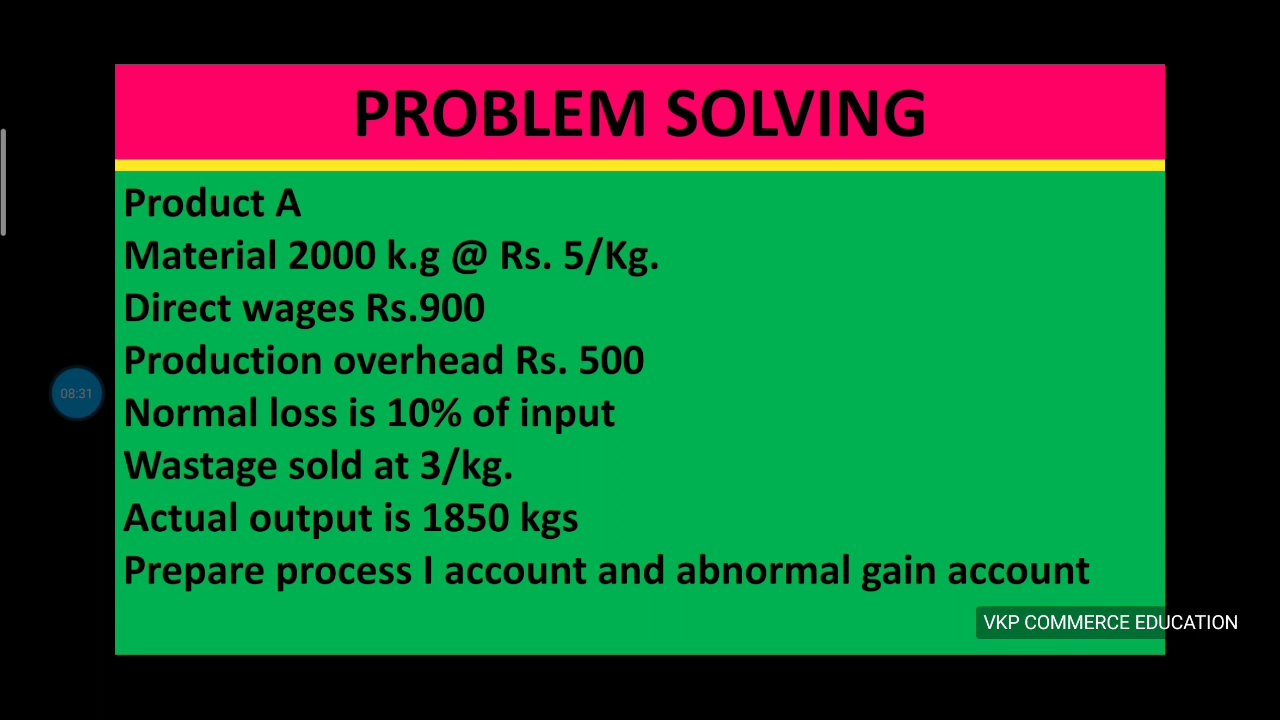 PROBLEM SOLVING
Product A
Material 2000 k.g @ Rs. 5/Kg.
Direct wages Rs.900
Production overhead Rs. 500
Normal loss is 10% of input
08:31
Wastage sold at 3/kg.
Actual output is 1850 kgs
Prepare process I account and abnormal gain account
VKP COMMERCE EDUCATION